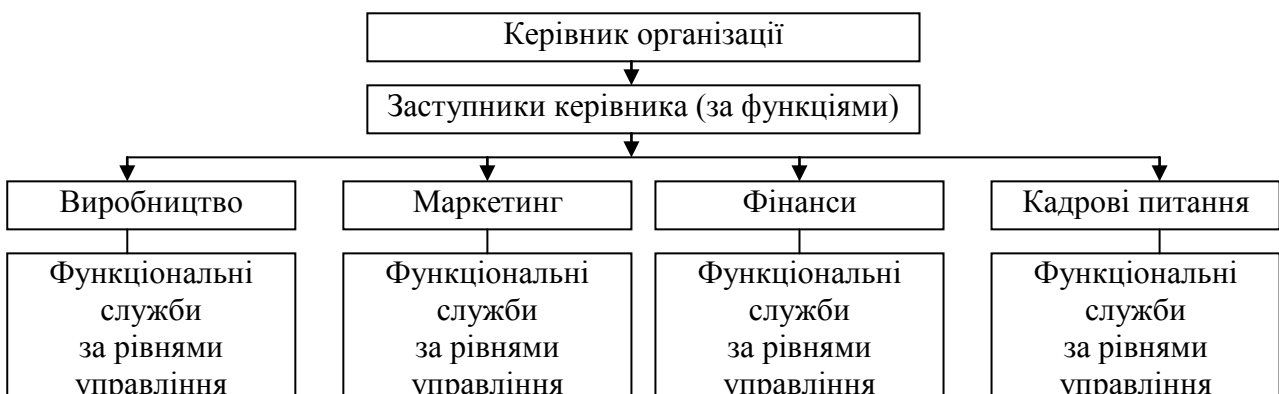 Керівник організації
Заступники керівника (за функціями)
Виробництво
Маркетинг
Фінанси
Кадрові питання
Функціональні
служби
за рівнями
управління
Функціональні
служби
за рівнями
управління
Функціональні
служби
за рівнями
управління
Функціональні
служби
за рівнями
управління